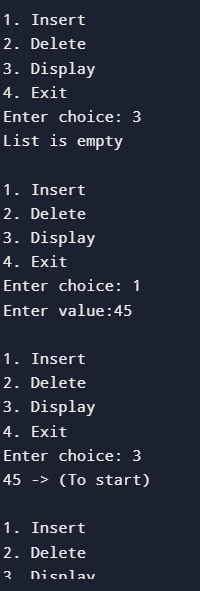 1. Insert
2. Delete
3. Display
4. Exit
Enter choice: 3
List is empty
1. Insert
2. Delete
3. Display
4. Exit
Enter choice: 1
Enter value:45
1. Insert
2. Delete
3. Display
4. Exit
Enter choice: 3
45 -> (To start)
1. Insert
2. Delete
3. Display